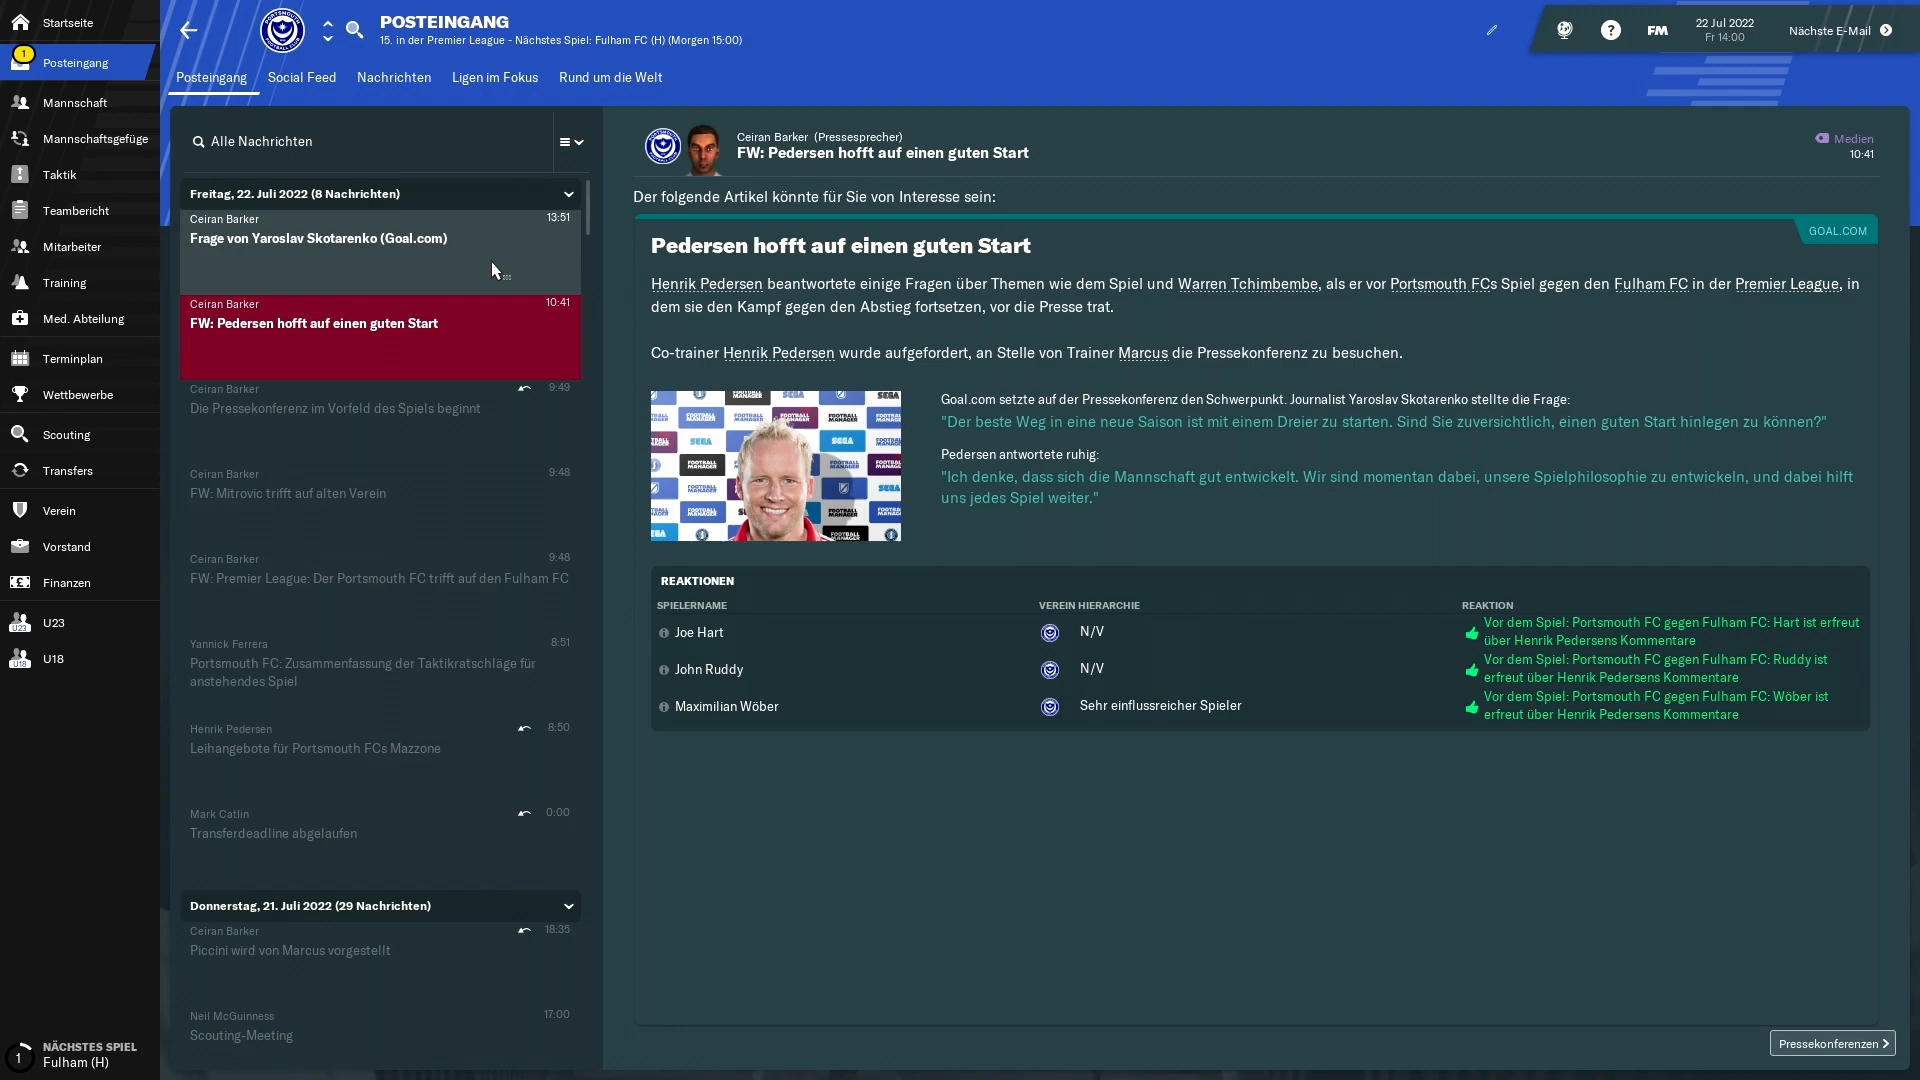 Startseite
1
Posteingang
Mannschaft
Mannschaftsgefüge
Taktik
Teambericht
Mitarbeiter
Training
Med. Abteilung
Terminplan
Wettbewerbe
Scouting
Transfers
Verein
Vorstand
Finanzen
U23
U23
U18
U18
1
NÄCHSTES SPIEL
Fulham (H)
POSTEINGANG
15. in der Premier League - Nächstes Spiel: Fulham FC (H) (Morgen 15:00)
?
FM
22 Jul 2022
Fr 14:00
Nächste E-Mail
Posteingang Social Feed Nachrichten Ligen im Fokus Rund um die Welt
Alle Nachrichten
Freitag, 22. Juli 2022 (8 Nachrichten)
Ceiran Barker 13:51
Frage von Yaroslav Skotarenko (Goal.com)
Ceiran Barker 10:41
FW: Pedersen hofft auf einen guten Start
Ceiran Barker 9:49
Die Pressekonferenz im Vorfeld des Spiels beginnt
Ceiran Barker 9:48
FW: Mitrovic trifft auf alten Verein
Ceiran Barker 9:48
FW: Premier League: Der Portsmouth FC trifft auf den Fulham FC
Yannick Ferrera 8:51
Portsmouth FC: Zusammenfassung der Taktikratschläge für
anstehendes Spiel
Henrik Pedersen 8:50
Leihangebote für Portsmouth FCs Mazzone
Mark Catlin 0:00
Transferdeadline abgelaufen
Donnerstag, 21. Juli 2022 (29 Nachrichten)
Ceiran Barker 18:35
Piccini wird von Marcus vorgestellt
Neil McGuinness 17:00
Scouting-Meeting
Ceiran Barker (Pressesprecher)
FW: Pedersen hofft auf einen guten Start
Medien
10:41
Der folgende Artikel könnte für Sie von Interesse sein:
GOAL.COM
Pedersen hofft auf einen guten Start
Henrik Pedersen beantwortete einige Fragen über Themen wie dem Spiel und Warren Tchimbembe, als er vor Portsmouth FCs Spiel gegen den Fulham FC in der Premier League, in
dem sie den Kampf gegen den Abstieg fortsetzen, vor die Presse trat.
Co-trainer Henrik Pedersen wurde aufgefordert, an Stelle von Trainer Marcus die Pressekonferenz zu besuchen.
Goal.com setzte auf der Pressekonferenz den Schwerpunkt. Journalist Yaroslav Skotarenko stellte die Frage:
"Der beste Weg in eine neue Saison ist mit einem Dreier zu starten. Sind Sie zuversichtlich, einen guten Start hinlegen zu können?"
Pedersen antwortete ruhig:
"Ich denke, dass sich die Mannschaft gut entwickelt. Wir sind momentan dabei, unsere Spielphilosophie zu entwickeln, und dabei hilft
uns jedes Spiel weiter."
REAKTIONEN
SPIELERNAME VEREIN HIERARCHIE REAKTION
Joe Hart N/V Vor dem Spiel: Portsmouth FC gegen Fulham FC: Hart ist erfreut
über Henrik Pedersens Kommentare
John Ruddy N/V Vor dem Spiel: Portsmouth FC gegen Fulham FC: Ruddy ist
erfreut über Henrik Pedersens Kommentare
Maximilian Wöber Sehr einflussreicher Spieler Vor dem Spiel: Portsmouth FC gegen Fulham FC: Wöber ist
erfreut über Henrik Pedersens Kommentare
Pressekonferenzen